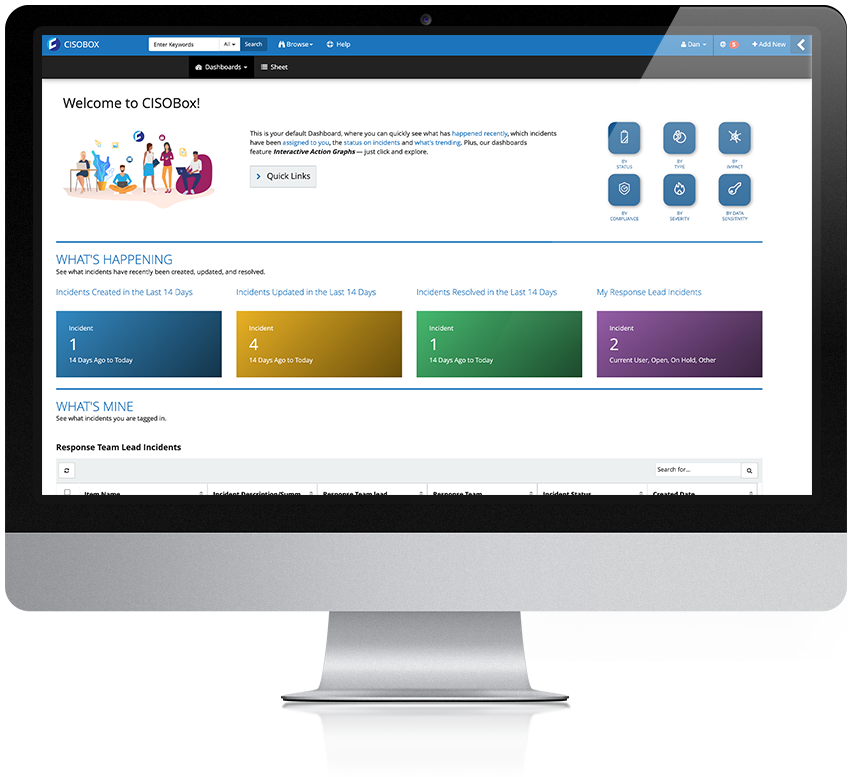 CISOBOX
Enter Keywords All Search Browse Help Dan 5 Add New
Dashboards Sheet
Welcome to CISOBox!
This is your default Dashboard, where you can quickly see what has happened recently, which incidents
have been assigned to you, the status on incidents and what's trending. Plus, our dashboards
feature Interactive Action Graphs — just click and explore.
Quick Links
BY STATUS
BY TYPE
BY IMPACT
BY COMPLIANCE
BY SEVERITY
BY DATA SENSITIVITY
WHAT'S HAPPENING
See what incidents have recently been created, updated, and resolved.
Incidents Created in the Last 14 Days
Incident
1
14 Days Ago to Today
Incidents Updated in the Last 14 Days
Incident
4
14 Days Ago to Today
Incidents Resolved in the Last 14 Days
Incident
1
14 Days Ago to Today
My Response Lead Incidents
Incident
2
Current User, Open, On Hold, Other
WHAT'S MINE
See what incidents you are tagged in.
Response Team Lead Incidents
Search for...
Item Name Incident Description/Summ Response Team lead Response Team Incident Status Created Date